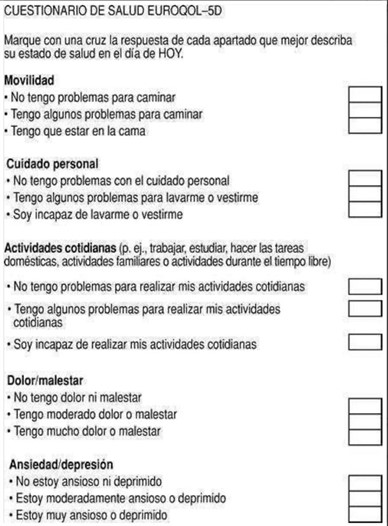 CUESTIONARIO DE SALUD EUROQOL–5D
Marque con una cruz la respuesta de cada apartado que mejor describa
su estado de salud en el día de HOY.
Movilidad
• No tengo problemas para caminar
• Tengo algunos problemas para caminar
• Tengo que estar en la cama
Cuidado personal
• No tengo problemas con el cuidado personal
• Tengo algunos problemas para lavarme o vestirme
• Soy incapaz de lavarme o vestirme
Actividades cotidianas (p. ej., trabajar, estudiar, hacer las tareas
domésticas, actividades familiares o actividades durante el tiempo libre)
• No tengo problemas para realizar mis actividades cotidianas
• Tengo algunos problemas para realizar mis actividades
cotidianas
• Soy incapaz de realizar mis actividades cotidianas
Dolor/malestar
• No tengo dolor ni malestar
• Tengo moderado dolor o malestar
• Tengo mucho dolor o malestar
Ansiedad/depresión
• No estoy ansioso ni deprimido
• Estoy moderadamente ansioso o deprimido
• Estoy muy ansioso o deprimido